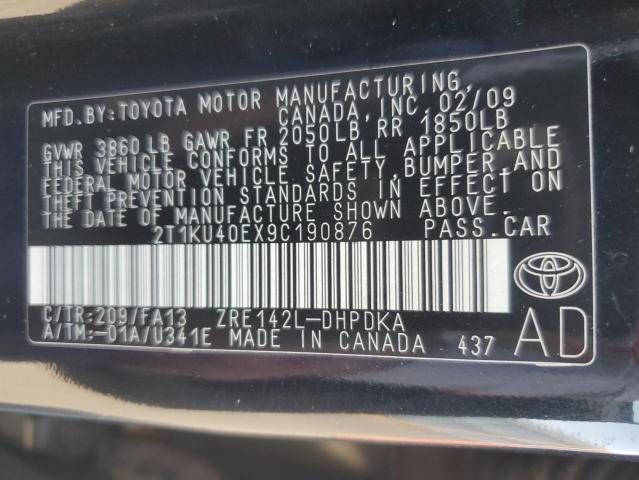 MFD.BY:TOYOTA MOTOR MANUFACTURING,
CANADA,INC. 02/09
GVWR 3860LB GAWR FR 2050LB RR 1850LB
THIS VEHICLE CONFORMS TO ALL APPLICABLE
FEDERAL MOTOR VEHICLE SAFETY,BUMPER AND
THEFT PREVENTION STANDARDS IN EFFECT ON
THE DATE OF MANUFACTURE SHOWN ABOVE.
2T1KU40EX9C190876 PASS.CAR
C/TR:209/FA13 ZRE142L-DHPDKA
A/TM:-01A/U341E MADE IN CANADA 437
AD